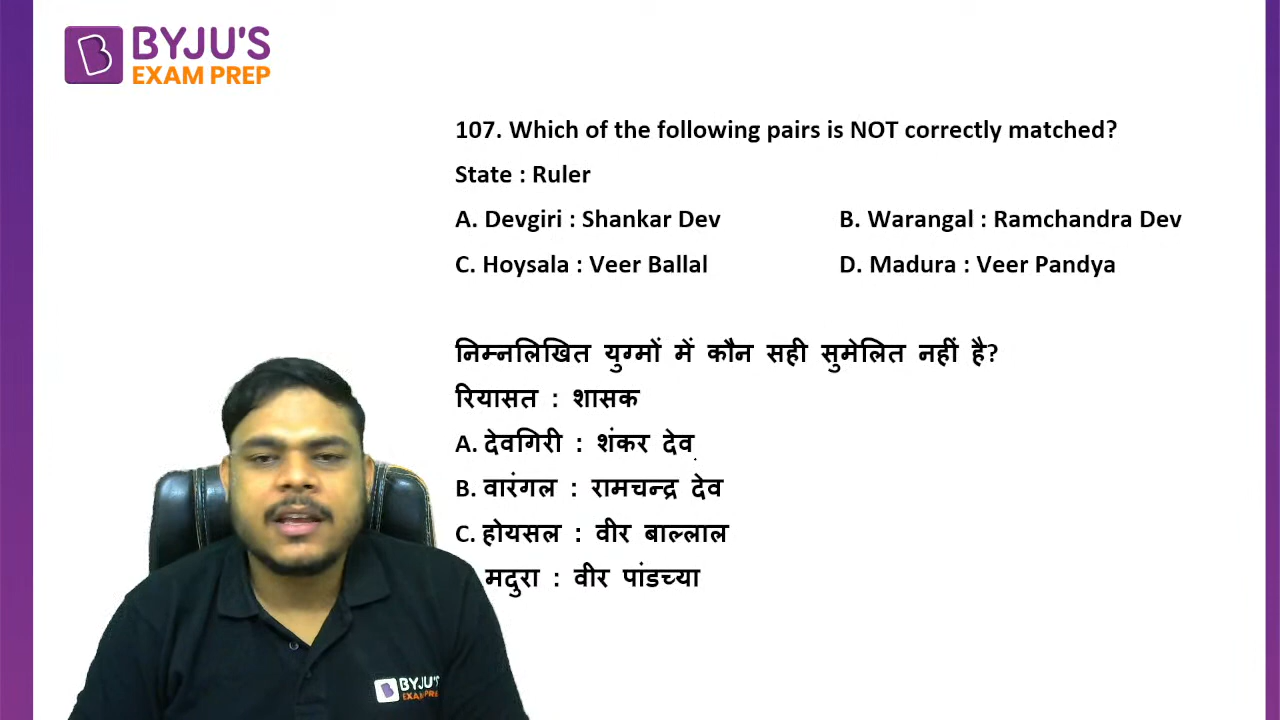 BYJU'S
EXAM PREP
107. Which of the following pairs is NOT correctly matched?
State : Ruler
A. Devgiri : Shankar Dev B. Warangal : Ramchandra Dev
C. Hoysala : Veer Ballal D. Madura : Veer Pandya
निम्नलिखित युग्मों में कौन सही सुमेलित नहीं है?
रियासत : शासक
A. देवगिरी : शंकर देव
B. वारंगल : रामचन्द्र देव
C. होयसल : वीर बाल्लाल
मदुरा : वीर पांडच्या
BYJU'S
EXAM PREP